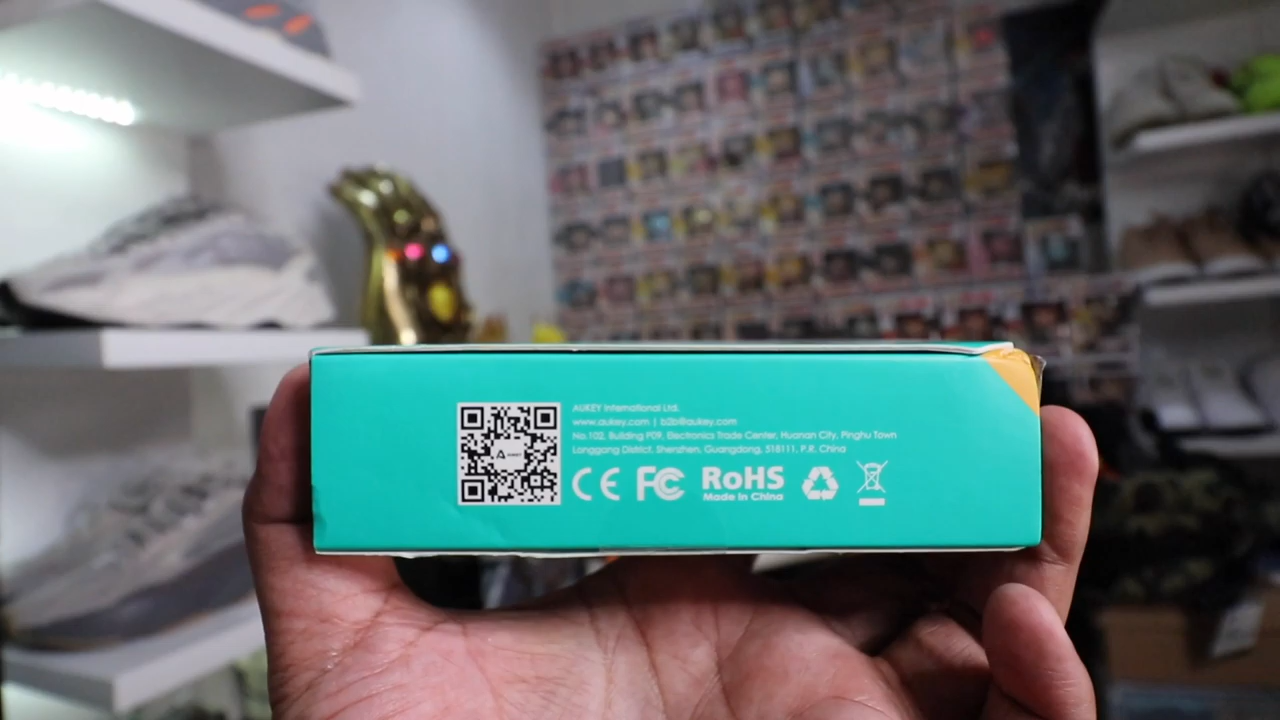 AUKEY International Ltd.
www.aukey.com | b2b@aukey.com
No.102, Building P09, Electronics Trade Center, Huanan City, Pinghu Town
Longgang District, Shenzhen, Guangdong, 518111, P.R. China
CE FC RoHS
Made in China
AUKEY